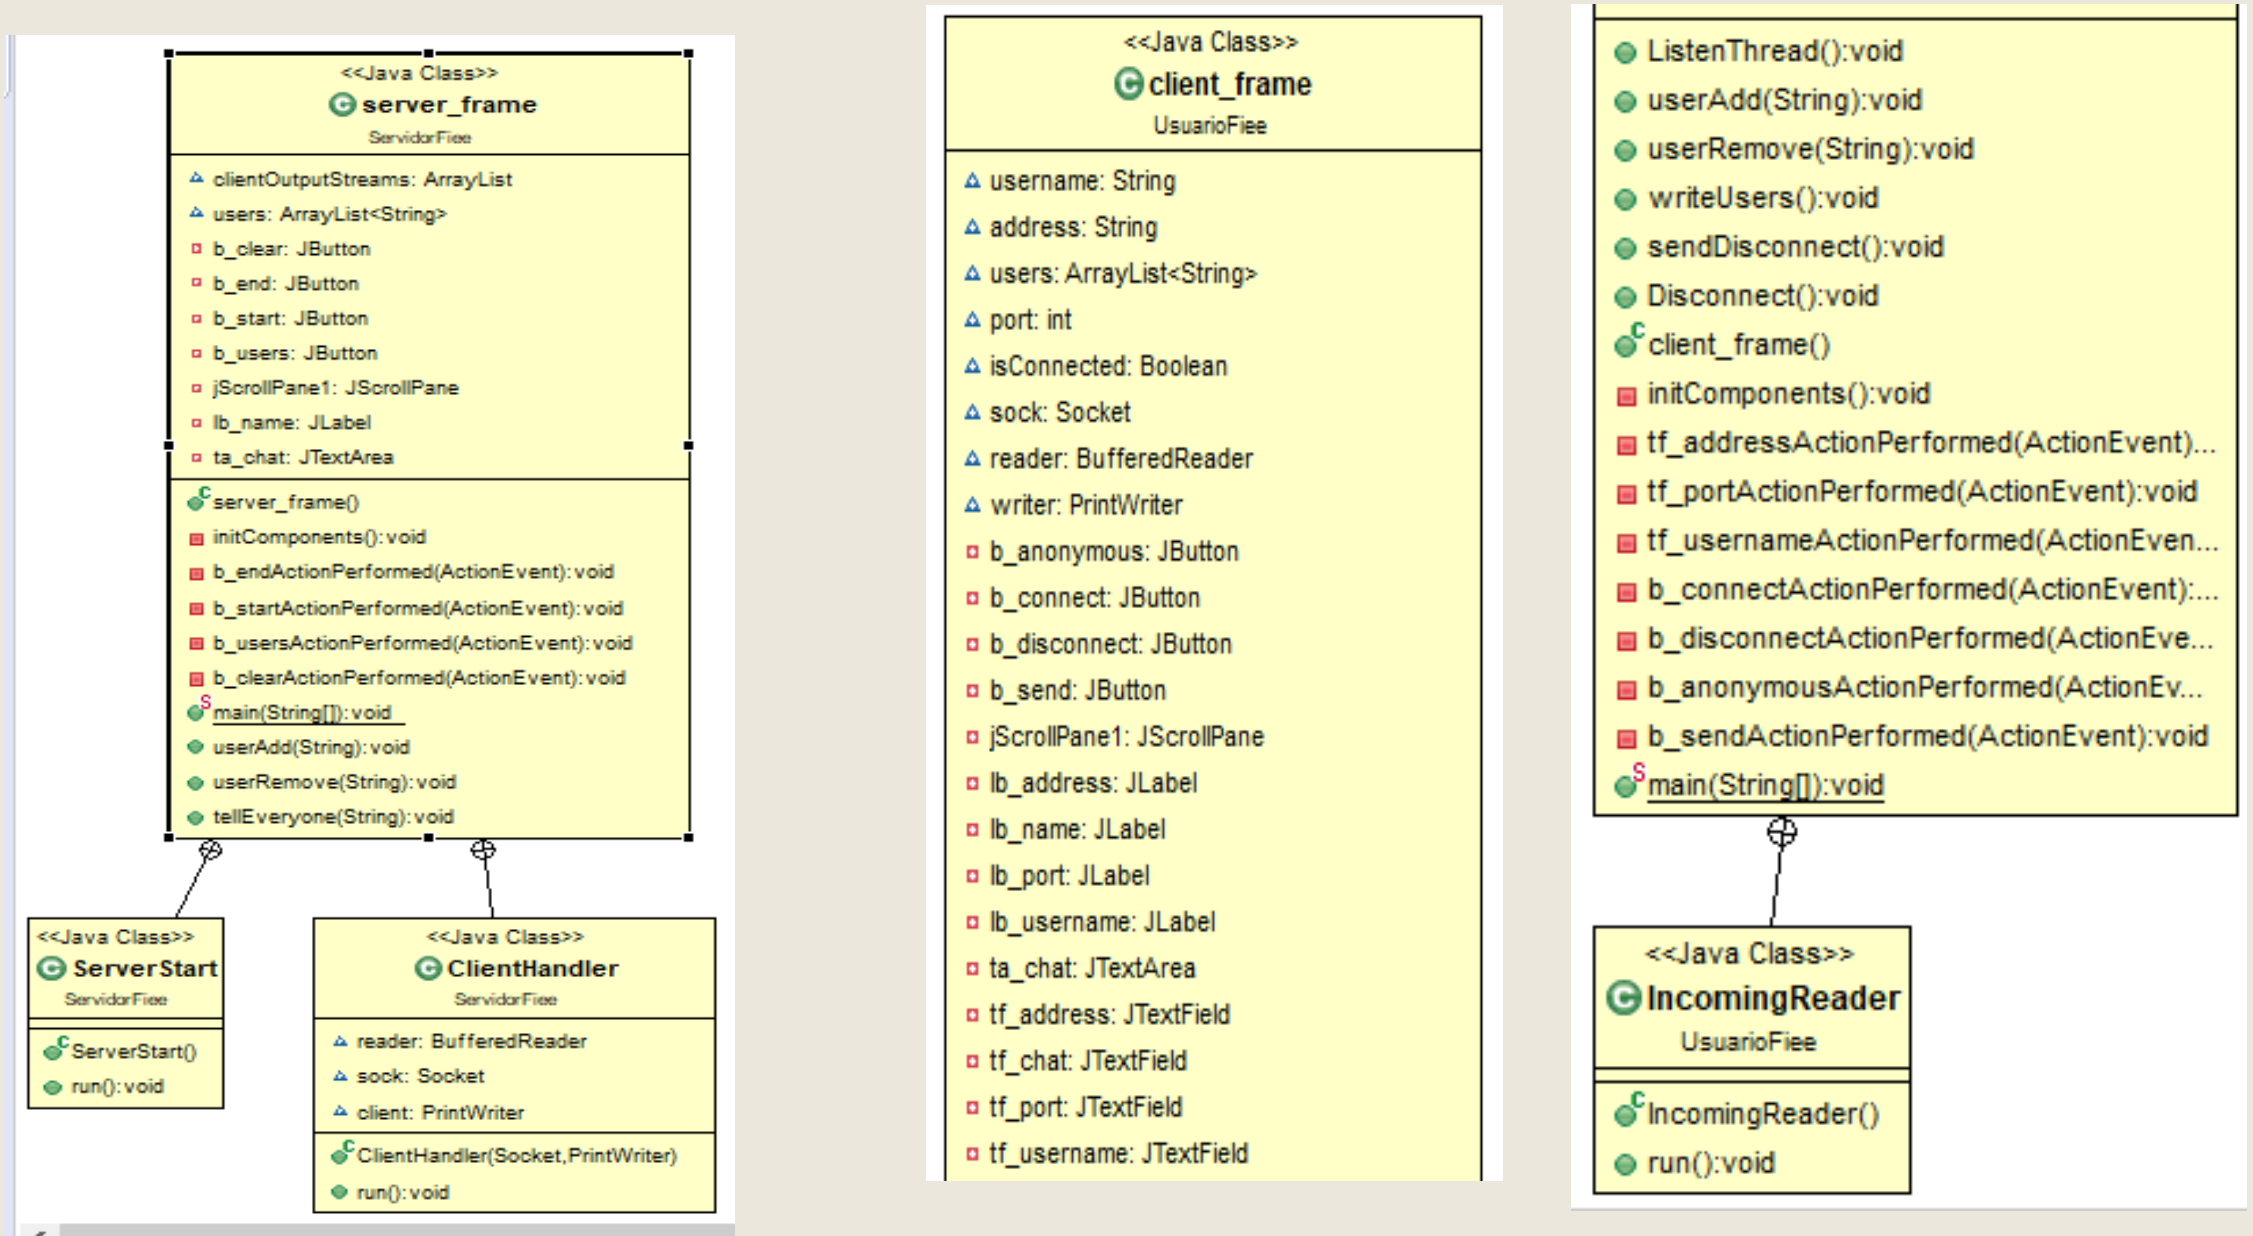 <<Java Class>>
server_frame
ServidorFiee
clientOutputStreams: ArrayList
users: ArrayList<String>
b_clear: JButton
b_end: JButton
b_start: JButton
b_users: JButton
jScrollPane1: JScrollPane
lb_name: JLabel
ta_chat: JTextArea
server_frame()
initComponents():void
b_endActionPerformed(ActionEvent):void
b_startActionPerformed(ActionEvent):void
b_usersActionPerformed(ActionEvent):void
b_clearActionPerformed(ActionEvent):void
main(String[]):void
userAdd(String):void
userRemove(String):void
tellEveryone(String):void
<<Java Class>>
ServerStart
ServidorFiee
ServerStart()
run():void
<<Java Class>>
ClientHandler
ServidorFiee
reader: BufferedReader
sock: Socket
client: PrintWriter
ClientHandler(Socket,PrintWriter)
run():void
<<Java Class>>
client_frame
UsuarioFiee
username: String
address: String
users: ArrayList<String>
port: int
isConnected: Boolean
sock: Socket
reader: BufferedReader
writer: PrintWriter
b_anonymous: JButton
b_connect: JButton
b_disconnect: JButton
b_send: JButton
jScrollPane1: JScrollPane
lb_address: JLabel
lb_name: JLabel
lb_port: JLabel
lb_username: JLabel
ta_chat: JTextArea
tf_address: JTextField
tf_chat: JTextField
tf_port: JTextField
tf_username: JTextField
ListenThread():void
userAdd(String):void
userRemove(String):void
writeUsers():void
sendDisconnect():void
Disconnect():void
client_frame()
initComponents():void
tf_addressActionPerformed(ActionEvent)...
tf_portActionPerformed(ActionEvent):void
tf_usernameActionPerformed(ActionEven...
b_connectActionPerformed(ActionEvent):...
b_disconnectActionPerformed(ActionEve...
b_anonymousActionPerformed(ActionEv...
b_sendActionPerformed(ActionEvent):void
main(String[]):void
<<Java Class>>
IncomingReader
UsuarioFiee
IncomingReader()
run():void